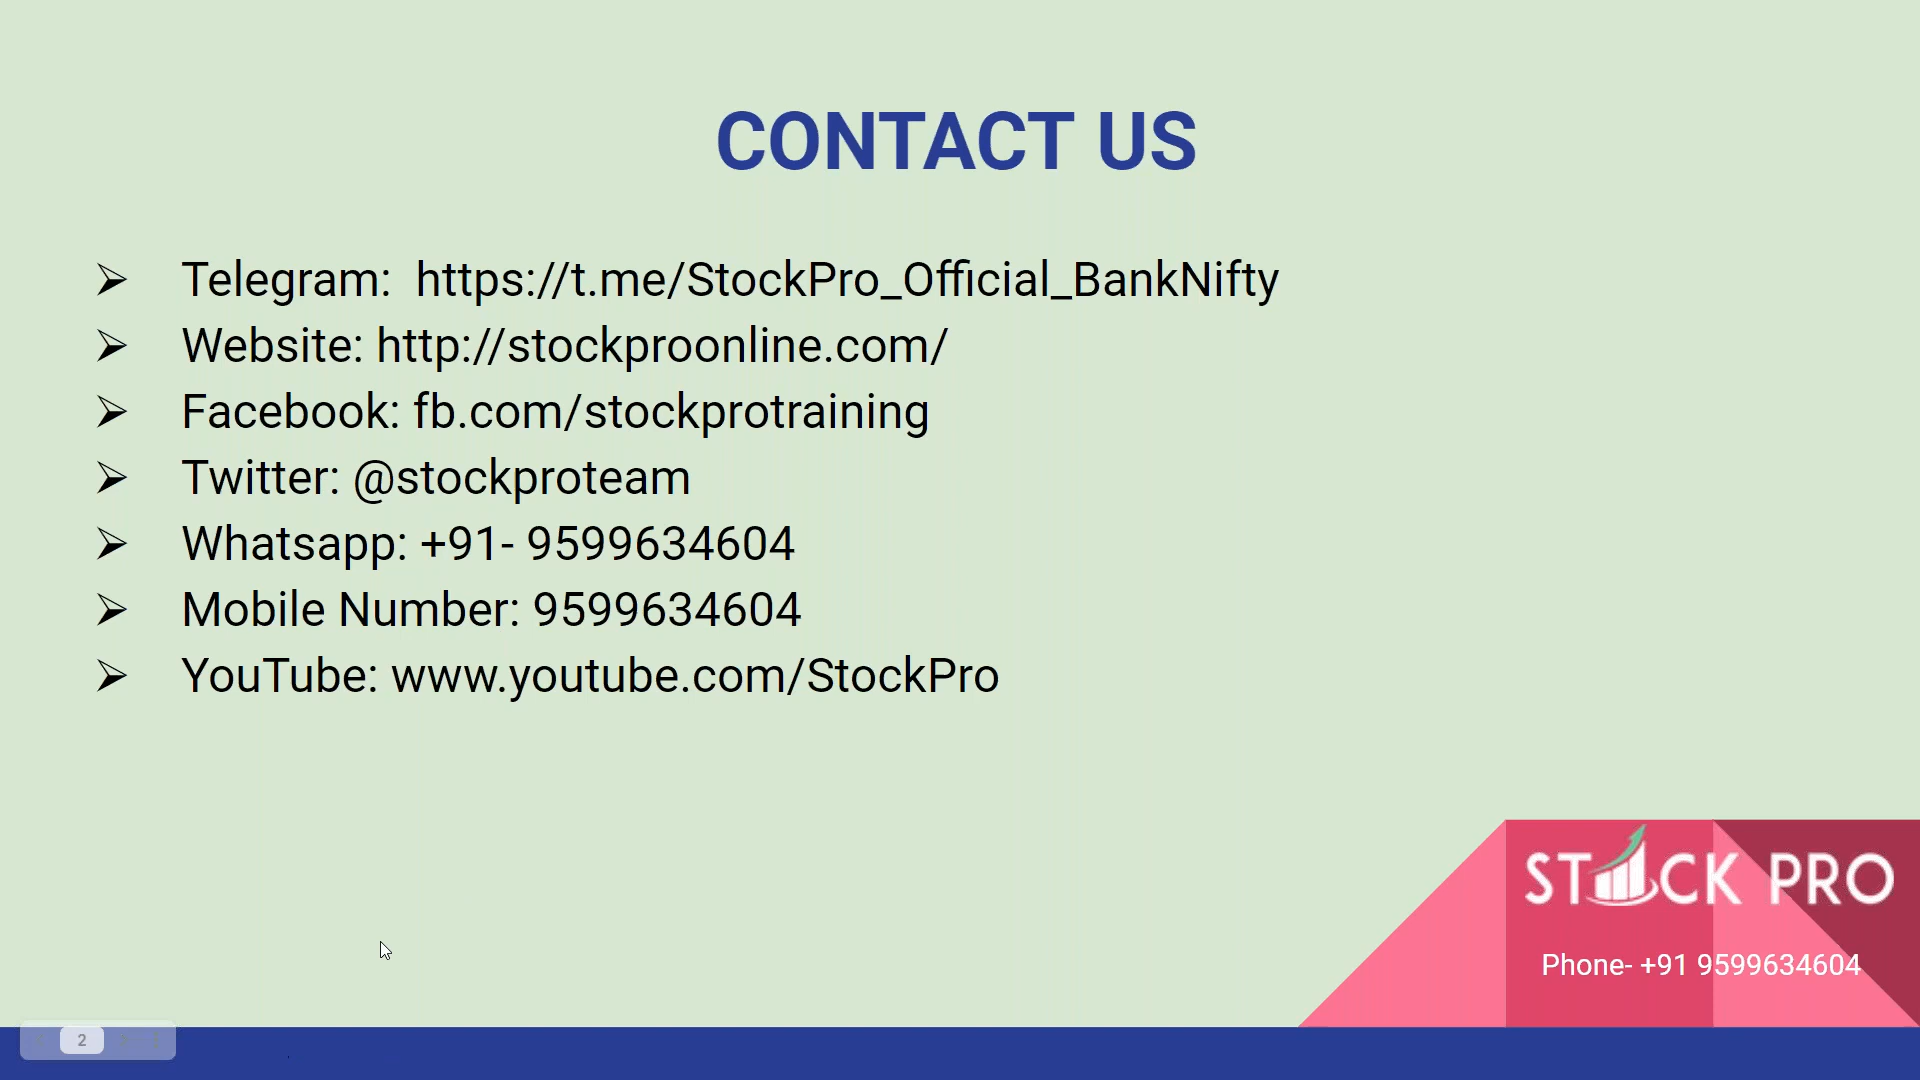 CONTACT US
➢ Telegram:  https://t.me/StockPro_Official_BankNifty
➢ Website: http://stockproonline.com/
➢ Facebook: fb.com/stockprotraining
➢ Twitter: @stockproteam
➢ Whatsapp: +91- 9599634604
➢ Mobile Number: 9599634604
➢ YouTube: www.youtube.com/StockPro
STOCK PRO
Phone- +91 9599634604
2